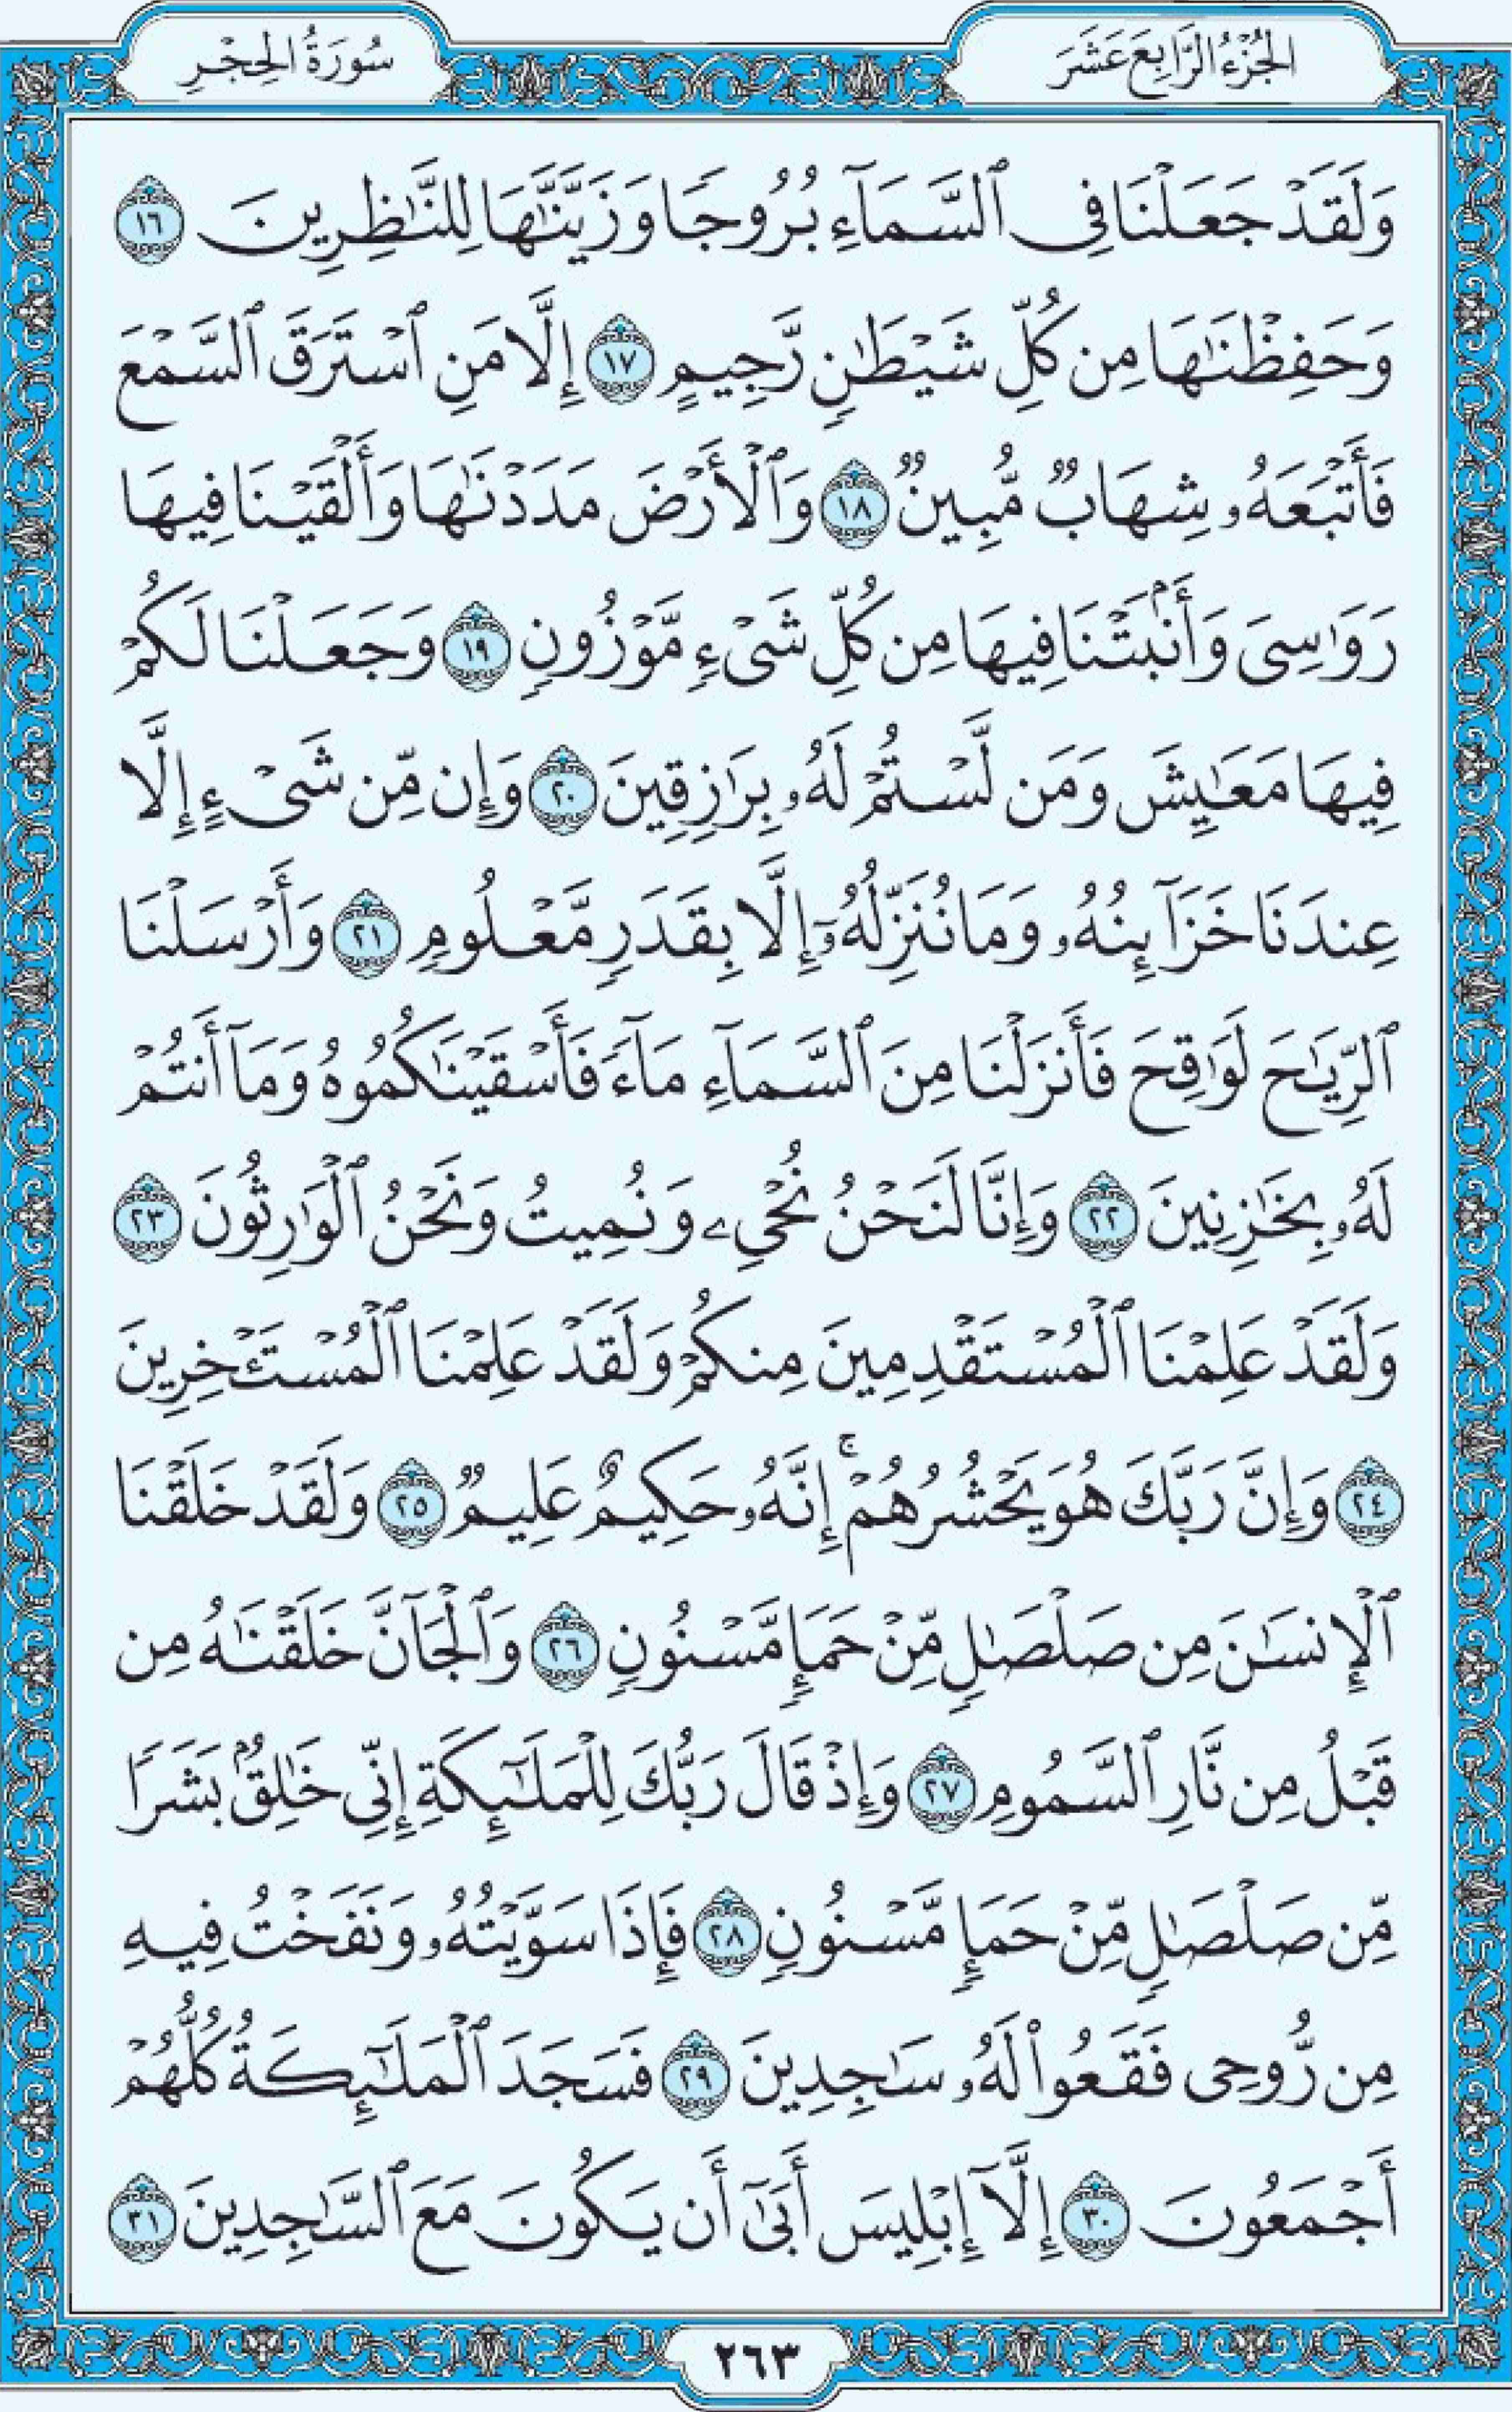 الجُزْءُ الرَّابِعَ عَشَرَ
سُورَةُ الحِجْرِ
وَلَقَدْ جَعَلْنَا فِى ٱلسَّمَآءِ بُرُوجًا وَزَيَّنَّـٰهَا لِلنَّـٰظِرِينَ ١٦
وَحَفِظْنَـٰهَا مِن كُلِّ شَيْطَـٰنٍ رَّجِيمٍ ١٧ إِلَّا مَنِ ٱسْتَرَقَ ٱلسَّمْعَ
فَأَتْبَعَهُۥ شِهَابٌ مُّبِينٌ ١٨ وَٱلْأَرْضَ مَدَدْنَـٰهَا وَأَلْقَيْنَا فِيهَا
رَوَٰسِىَ وَأَنۢبَتْنَا فِيهَا مِن كُلِّ شَىْءٍ مَّوْزُونٍ ١٩ وَجَعَلْنَا لَكُمْ
فِيهَا مَعَـٰيِشَ وَمَن لَّسْتُمْ لَهُۥ بِرَٰزِقِينَ ٢٠ وَإِن مِّن شَىْءٍ إِلَّا
عِندَنَا خَزَآئِنُهُۥ وَمَا نُنَزِّلُهُۥٓ إِلَّا بِقَدَرٍ مَّعْلُومٍ ٢١ وَأَرْسَلْنَا
ٱلرِّيَـٰحَ لَوَٰقِحَ فَأَنزَلْنَا مِنَ ٱلسَّمَآءِ مَآءً فَأَسْقَيْنَـٰكُمُوهُ وَمَآ أَنتُمْ
لَهُۥ بِخَـٰزِنِينَ ٢٢ وَإِنَّا لَنَحْنُ نُحْىِۦ وَنُمِيتُ وَنَحْنُ ٱلْوَٰرِثُونَ ٢٣
وَلَقَدْ عَلِمْنَا ٱلْمُسْتَقْدِمِينَ مِنكُمْ وَلَقَدْ عَلِمْنَا ٱلْمُسْتَـْٔخِرِينَ
٢٤ وَإِنَّ رَبَّكَ هُوَ يَحْشُرُهُمْ ۚ إِنَّهُۥ حَكِيمٌ عَلِيمٌ ٢٥ وَلَقَدْ خَلَقْنَا
ٱلْإِنسَـٰنَ مِن صَلْصَـٰلٍ مِّنْ حَمَإٍ مَّسْنُونٍ ٢٦ وَٱلْجَآنَّ خَلَقْنَـٰهُ مِن
قَبْلُ مِن نَّارِ ٱلسَّمُومِ ٢٧ وَإِذْ قَالَ رَبُّكَ لِلْمَلَـٰٓئِكَةِ إِنِّى خَـٰلِقٌۢ بَشَرًا
مِّن صَلْصَـٰلٍ مِّنْ حَمَإٍ مَّسْنُونٍ ٢٨ فَإِذَا سَوَّيْتُهُۥ وَنَفَخْتُ فِيهِ
مِن رُّوحِى فَقَعُوا۟ لَهُۥ سَـٰجِدِينَ ٢٩ فَسَجَدَ ٱلْمَلَـٰٓئِكَةُ كُلُّهُمْ
أَجْمَعُونَ ٣٠ إِلَّآ إِبْلِيسَ أَبَىٰٓ أَن يَكُونَ مَعَ ٱلسَّـٰجِدِينَ ٣١
٢٦٣